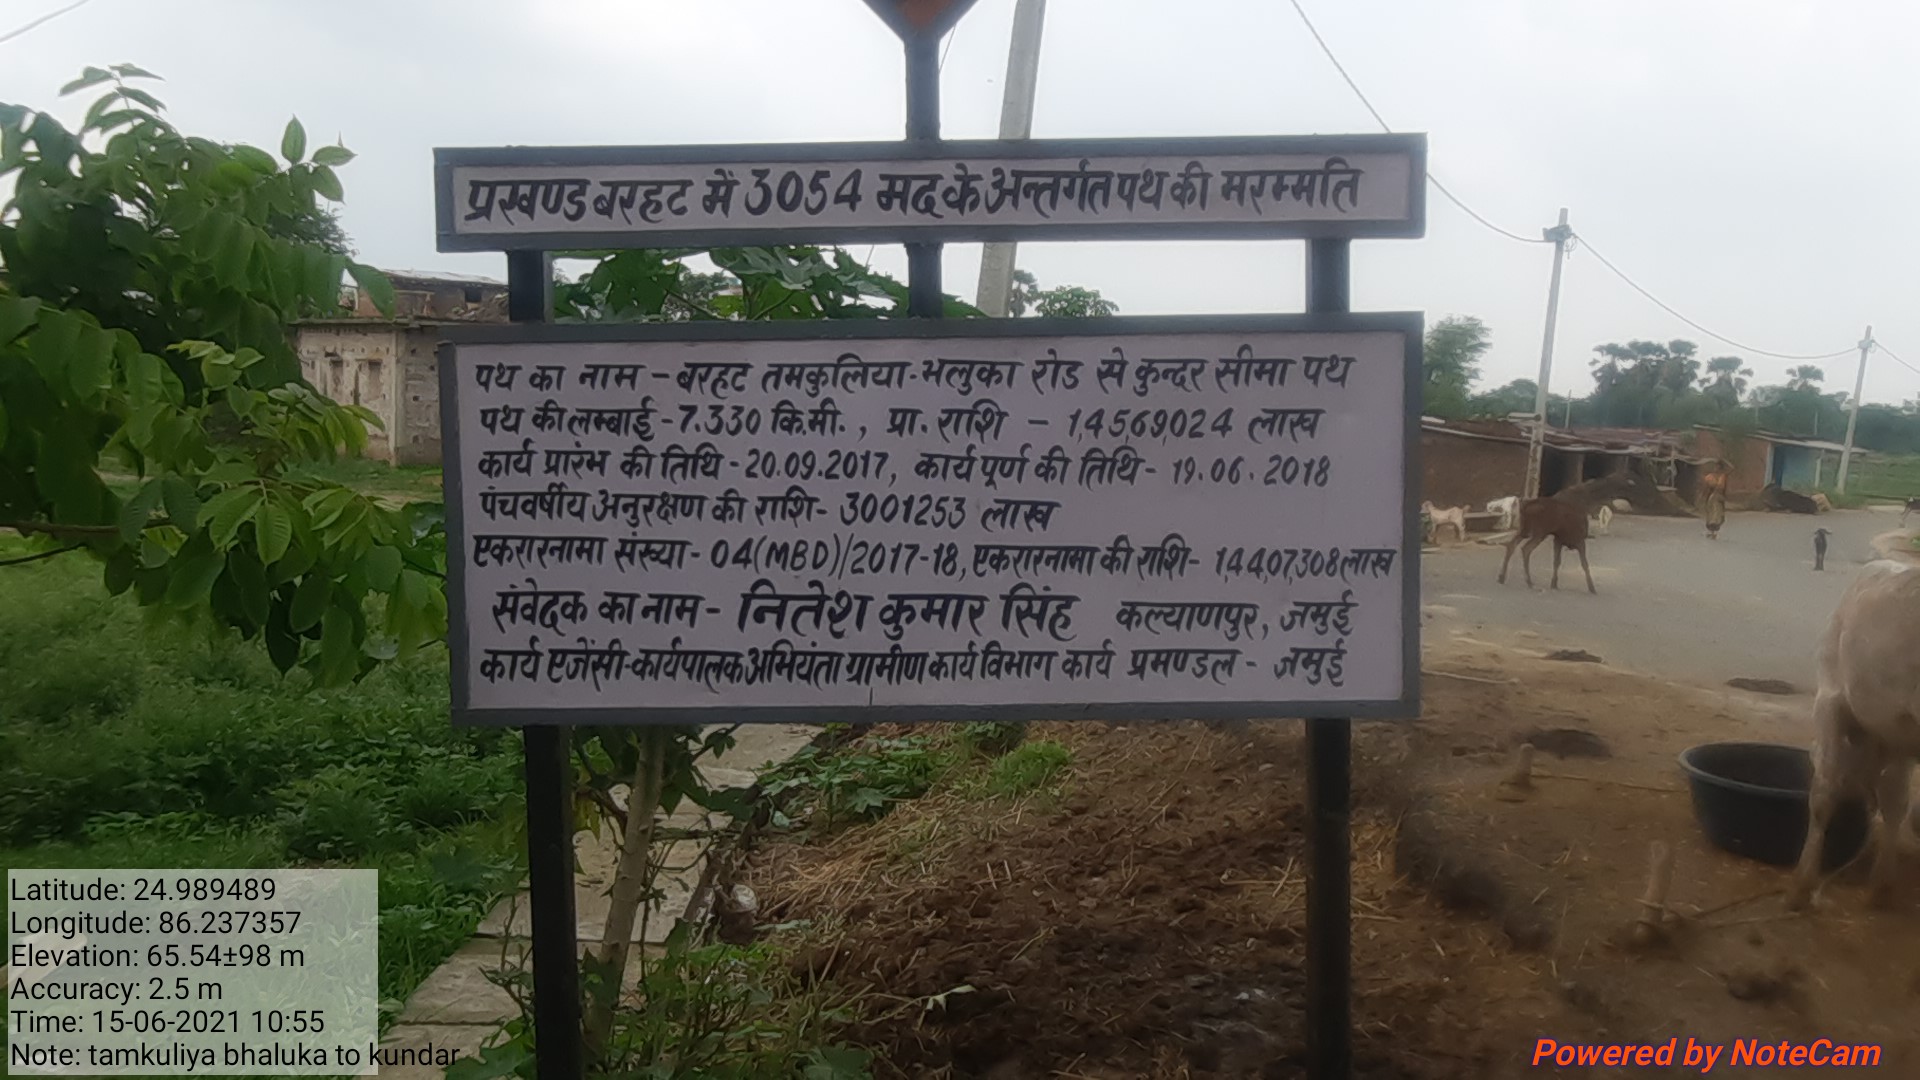 प्रखण्ड बरहट में 3054 मद के अन्तर्गत पथ की मरम्मति
पथ का नाम – बरहट तमकुलिया-भलुका रोड से कुन्दर सीमा पथ
पथ की लम्बाई - 7.330 कि.मी. , प्रा. राशि – 1,45,69,024 लाख
कार्य प्रारंभ की तिथि - 20.09.2017, कार्य पूर्ण की तिथि - 19.06.2018
पंचवर्षीय अनुरक्षण की राशि - 3001253 लाख
एकरारनामा संख्या - 04(MBD)/2017-18, एकरारनामा की राशि - 1,44,07,308 लाख
संवेदक का नाम - नितेश कुमार सिंह कल्याणपुर, जमुई
कार्य एजेंसी-कार्यपालक अभियंता ग्रामीण कार्य विभाग कार्य प्रमण्डल - जमुई
Latitude: 24.989489
Longitude: 86.237357
Elevation: 65.54±98 m
Accuracy: 2.5 m
Time: 15-06-2021 10:55
Note: tamkuliya bhaluka to kundar
Powered by NoteCam